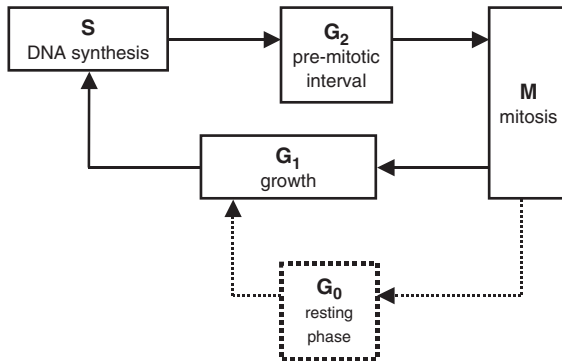 S
DNA synthesis
G₂
pre-mitotic
interval
M
mitosis
G₁
growth
G₀
resting
phase